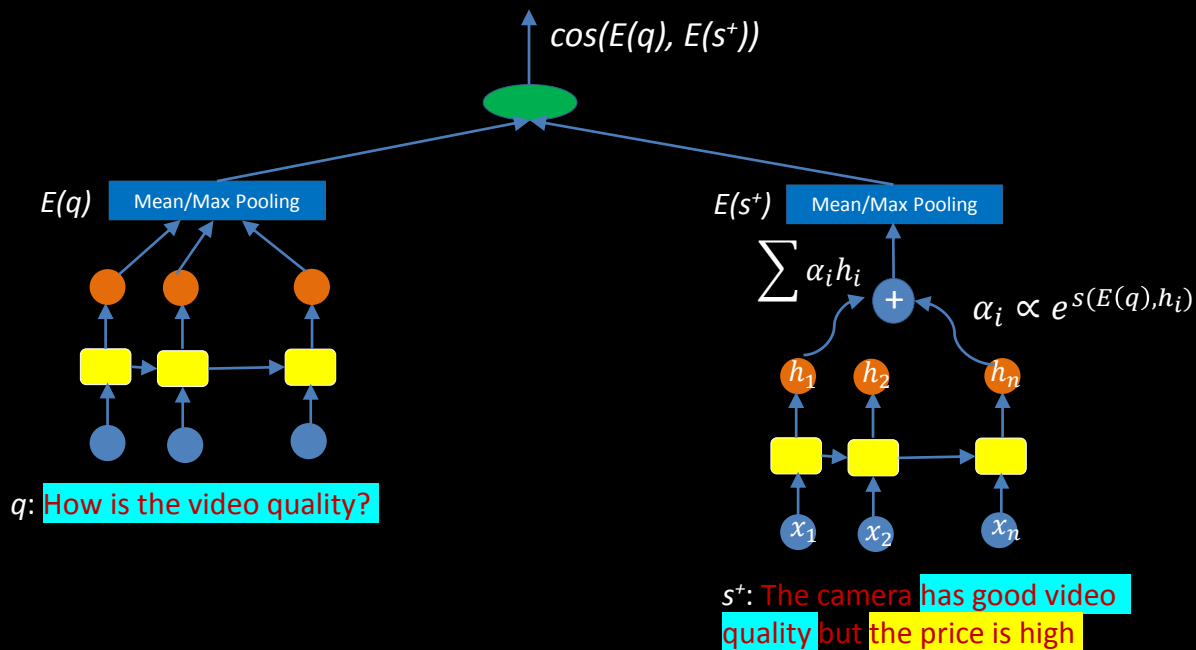 cos(E(q), E(s⁺))
E(q)
Mean/Max Pooling
E(s⁺)
Mean/Max Pooling
∑ αᵢhᵢ
+
αᵢ ∝ e^{s(E(q),hᵢ)}
h₁ h₂ hₙ
q: How is the video quality?
x₁ x₂ xₙ
s⁺: The camera has good video
quality but the price is high